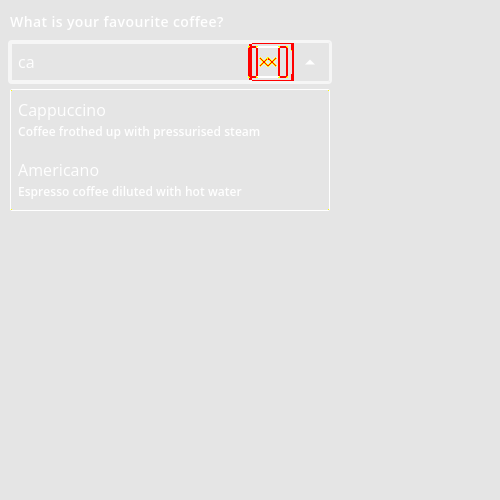 What is your favourite coffee?
ca
Cappuccino
Coffee frothed up with pressurised steam
Americano
Espresso coffee diluted with hot water